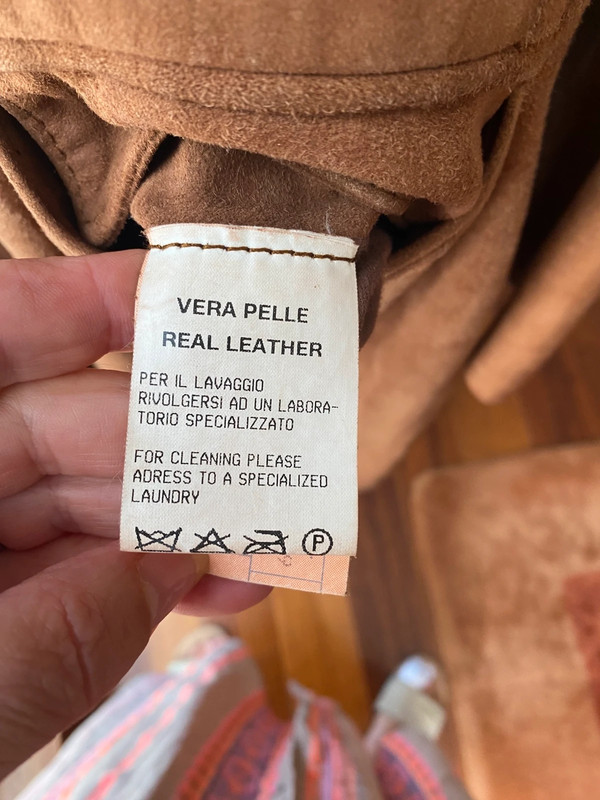 VERA PELLE
REAL LEATHER
PER IL LAVAGGIO
RIVOLGERSI AD UN LABORA-
TORIO SPECIALIZZATO
FOR CLEANING PLEASE
ADRESS TO A SPECIALIZED
LAUNDRY
P